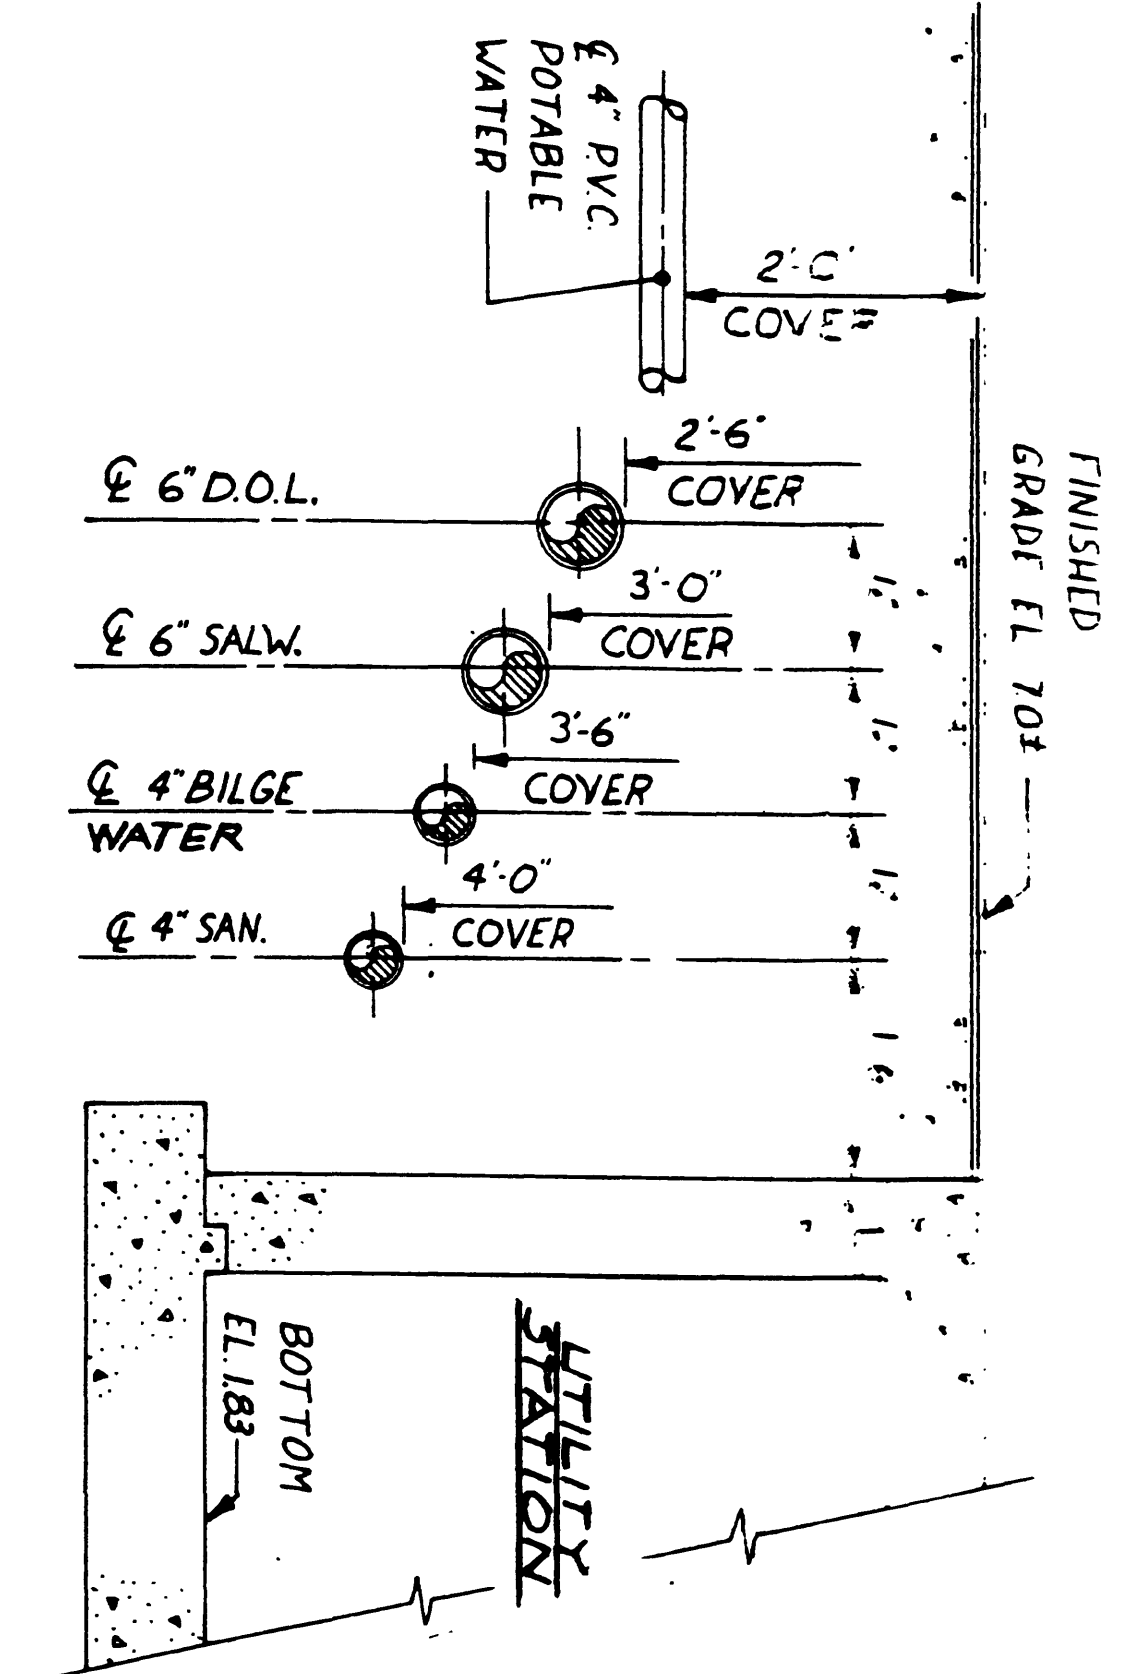 ℄ 4" P.V.C.
POTABLE
WATER
COVER
FINISHED
GRADE EL 7.0±
℄ 6" D.O.L.
2'-6"
COVER
℄ 6" SALW.
3'-0"
COVER
℄ 4" BILGE
WATER
3'-6"
COVER
℄ 4" SAN.
4'-0"
COVER
UTILITY
STATION
BOTTOM
EL. 1.83